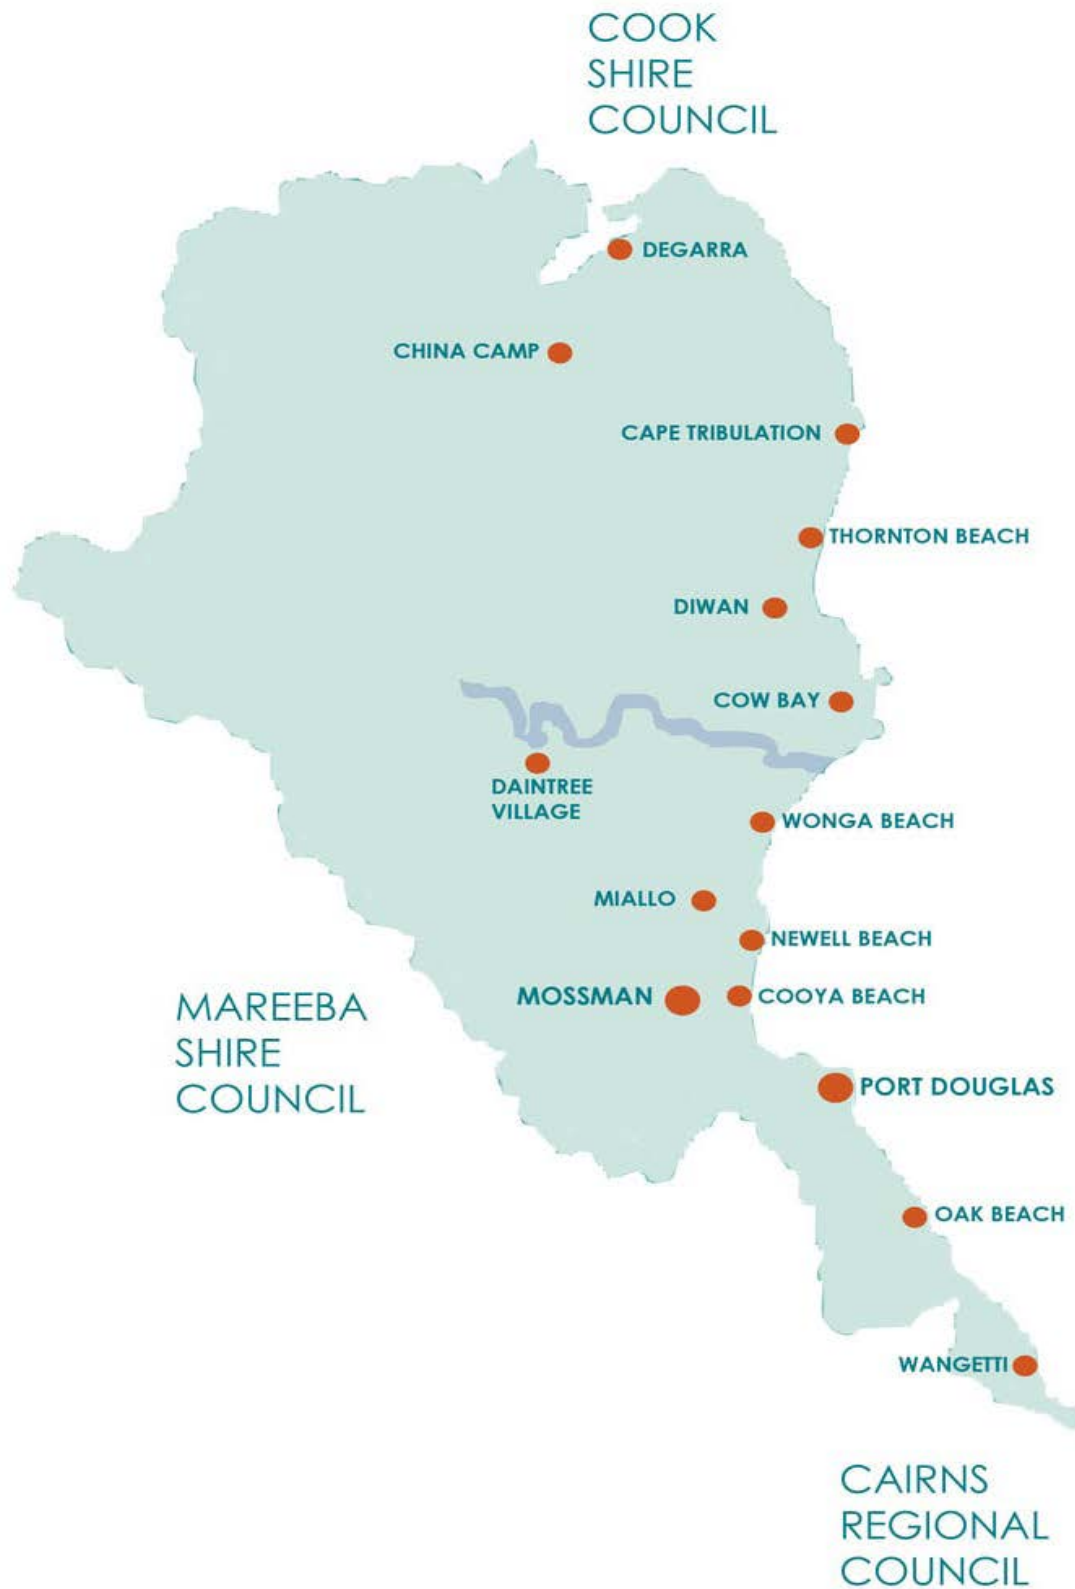 COOK
SHIRE
COUNCIL
DEGARRA
CHINA CAMP
CAPE TRIBULATION
THORNTON BEACH
DIWAN
COW BAY
DAINTREE
VILLAGE
WONGA BEACH
MIALLO
NEWELL BEACH
MOSSMAN
COOYA BEACH
MAREEBA
SHIRE
COUNCIL
PORT DOUGLAS
OAK BEACH
WANGETTI
CAIRNS
REGIONAL
COUNCIL